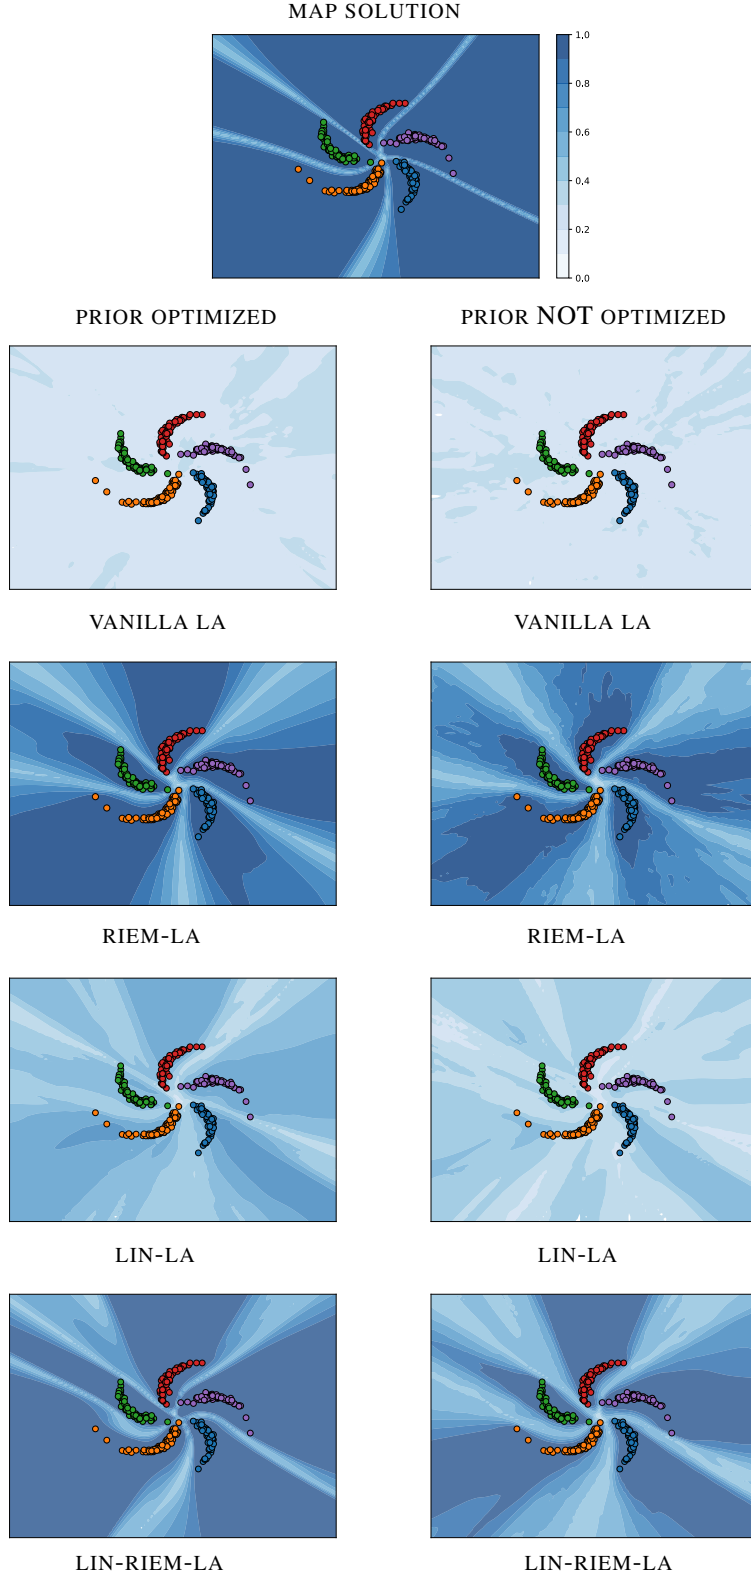 MAP SOLUTION
1.0
0.8
0.6
0.4
0.2
0.0
PRIOR OPTIMIZED
PRIOR NOT OPTIMIZED
VANILLA LA
VANILLA LA
RIEM-LA
RIEM-LA
LIN-LA
LIN-LA
LIN-RIEM-LA
LIN-RIEM-LA